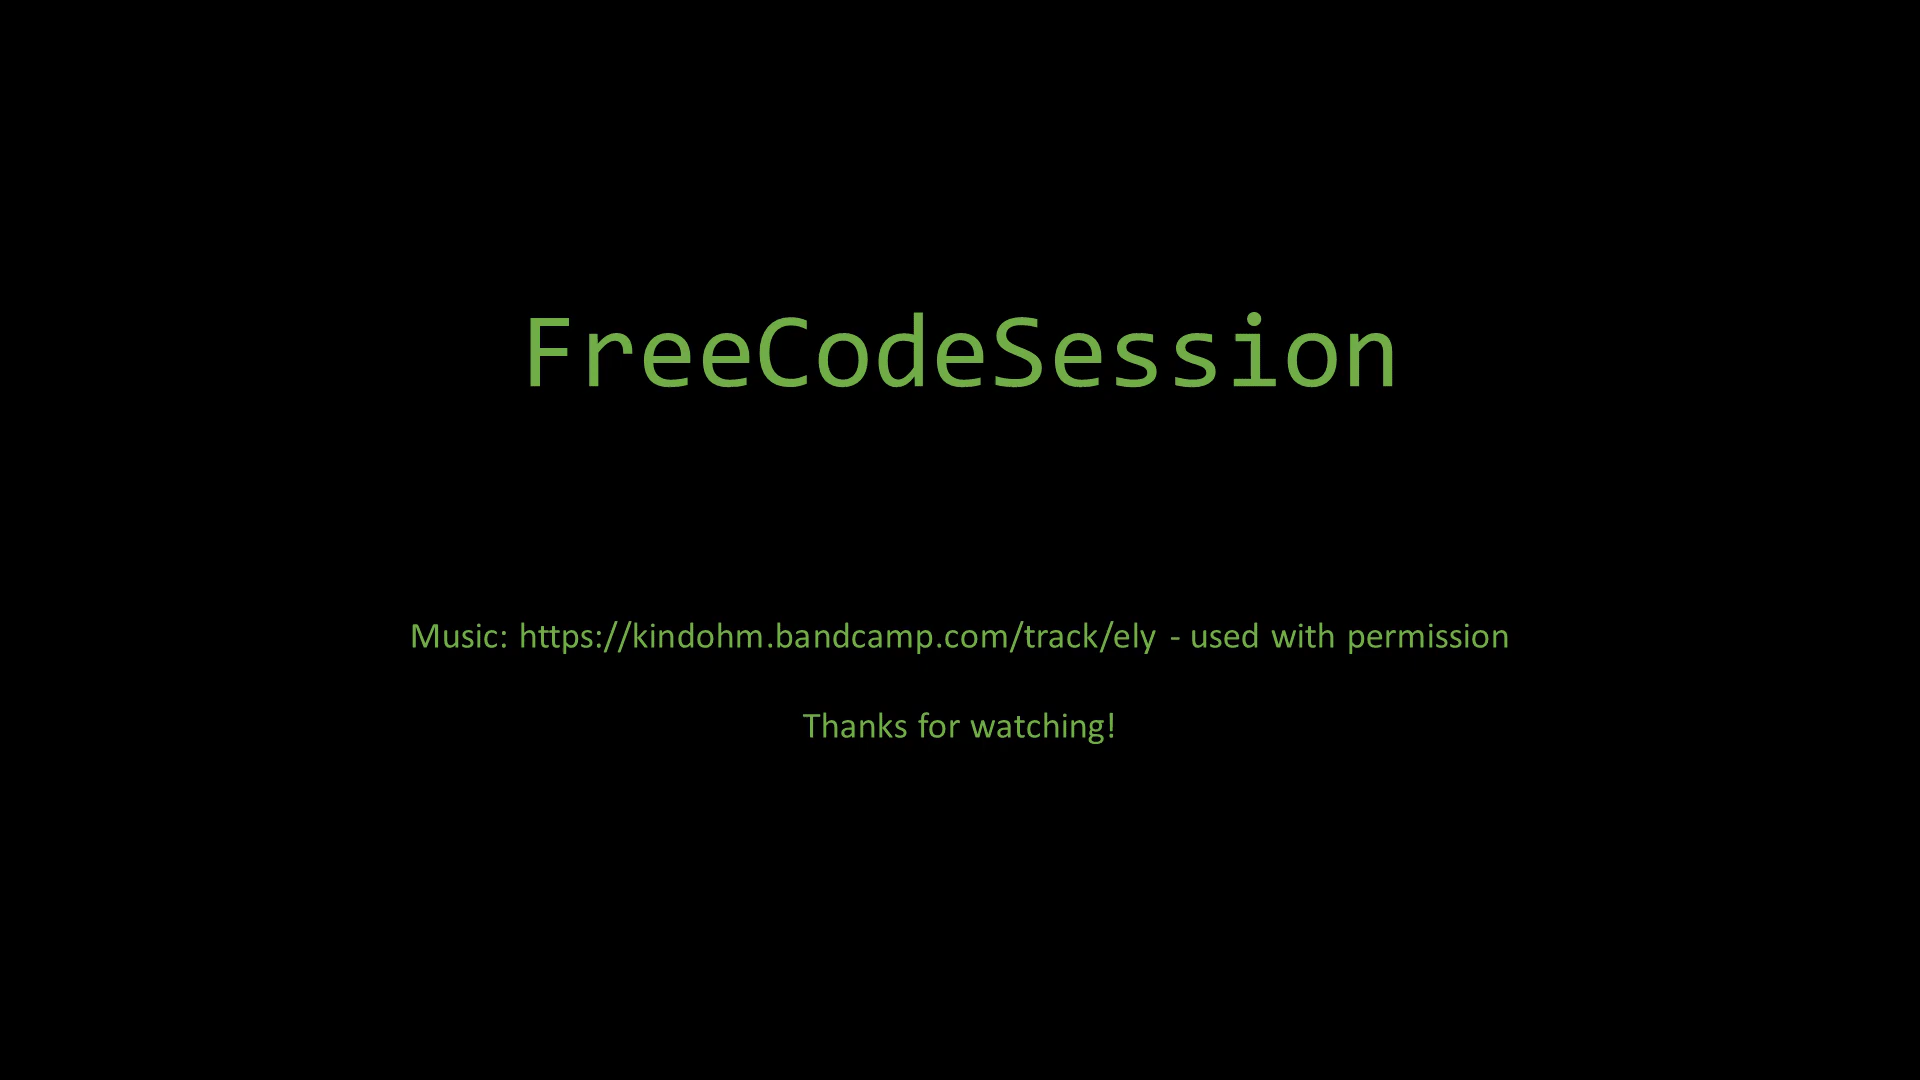 FreeCodeSession
Music: https://kindohm.bandcamp.com/track/ely - used with permission
Thanks for watching!